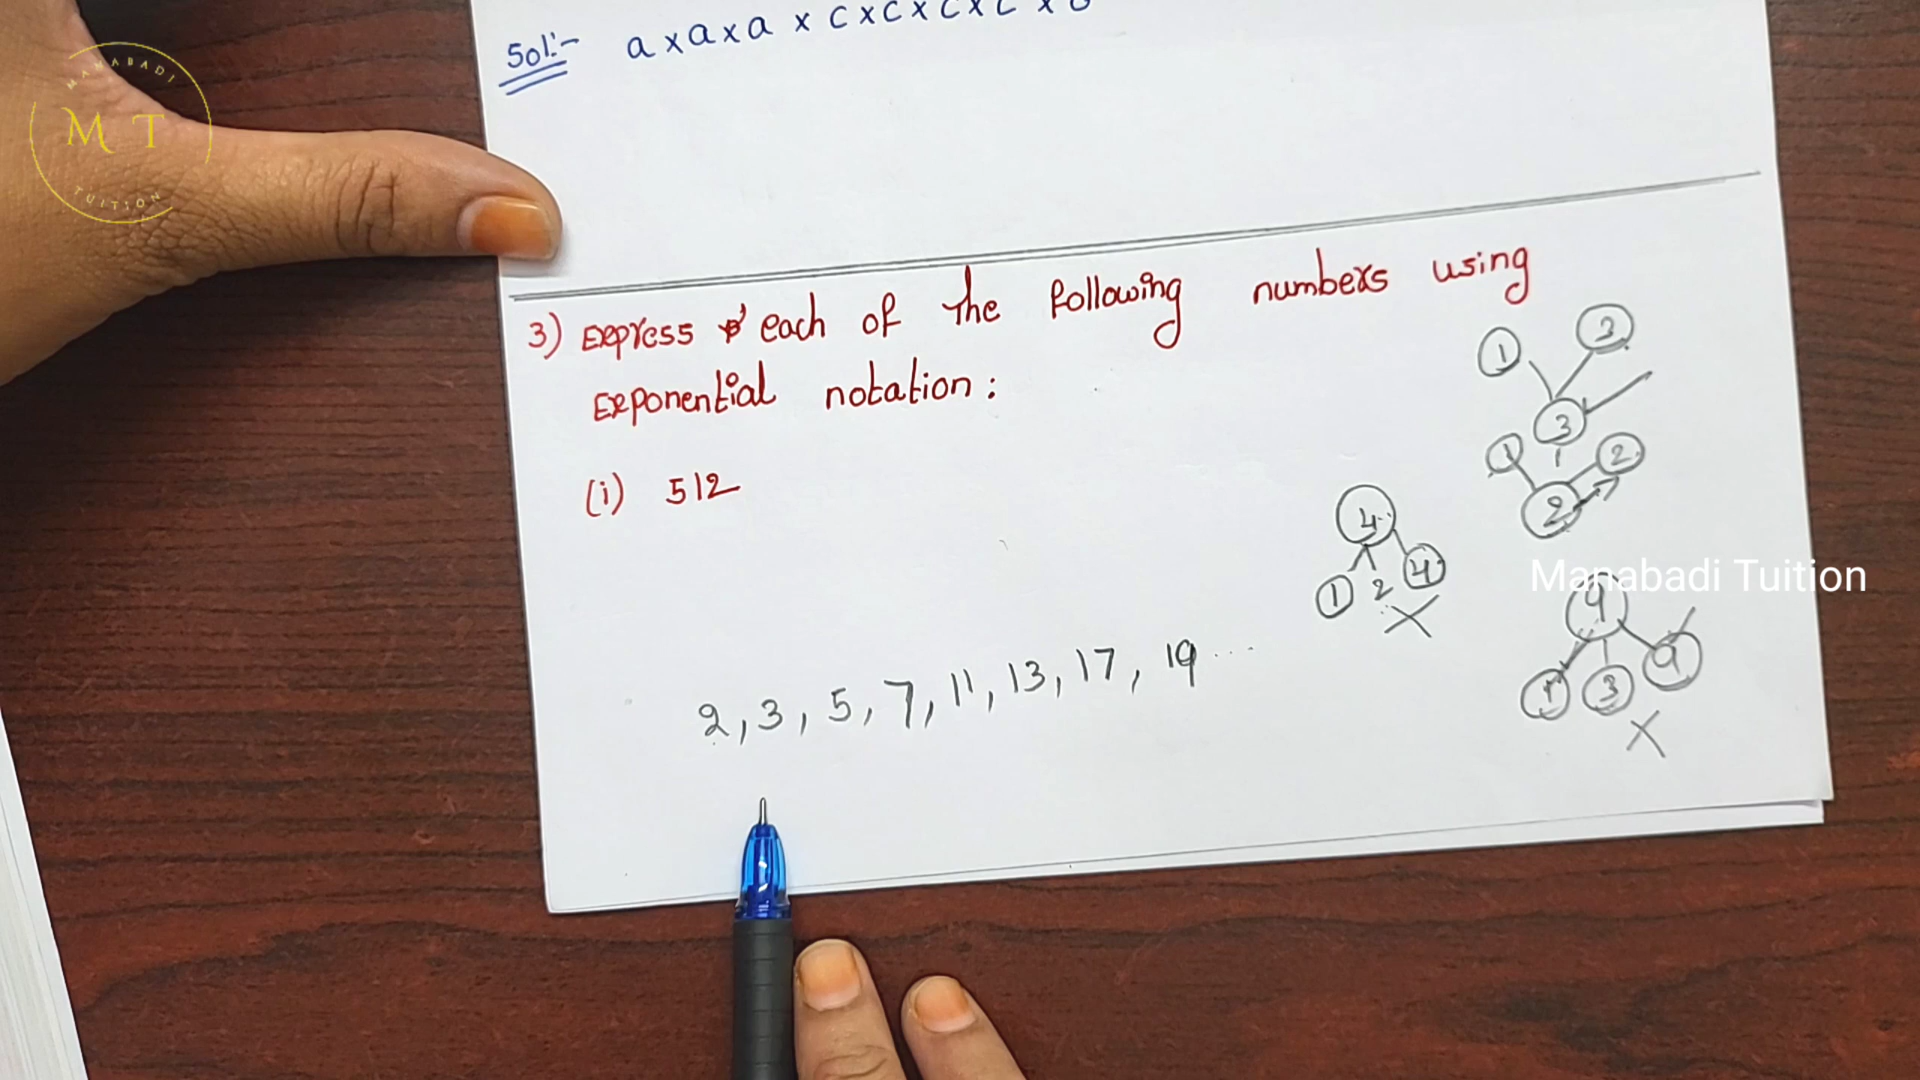 Sol:- a x a x a x c x c x c x c x
3) Express each of the following numbers using
Exponential notation :
(i) 512
2, 3, 5, 7, 11, 13, 17, 19 ...
1 3
3
1 2
2
4
1 2 4
X
9
1 3 9
X
MANABADI
M T
TUITION
Manabadi Tuition